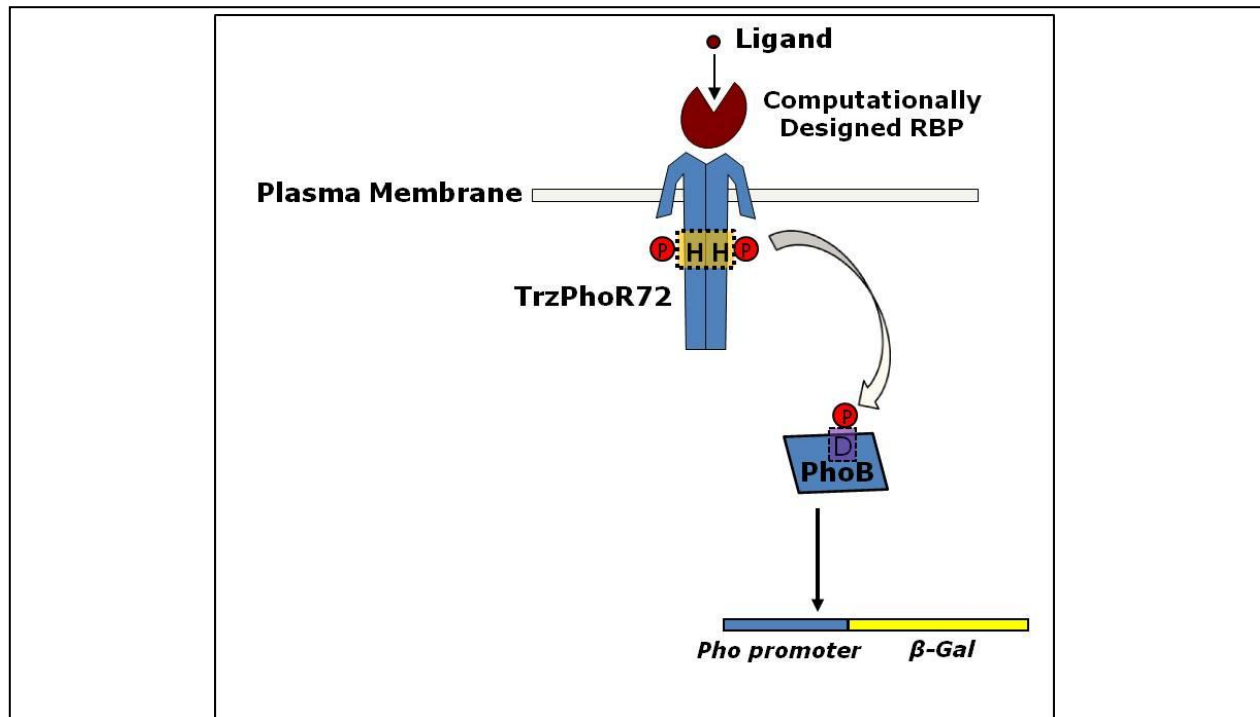 Ligand
Computationally
Designed RBP
Plasma Membrane
P H H P
TrzPhoR72
P
D
PhoB
Pho promoter β-Gal